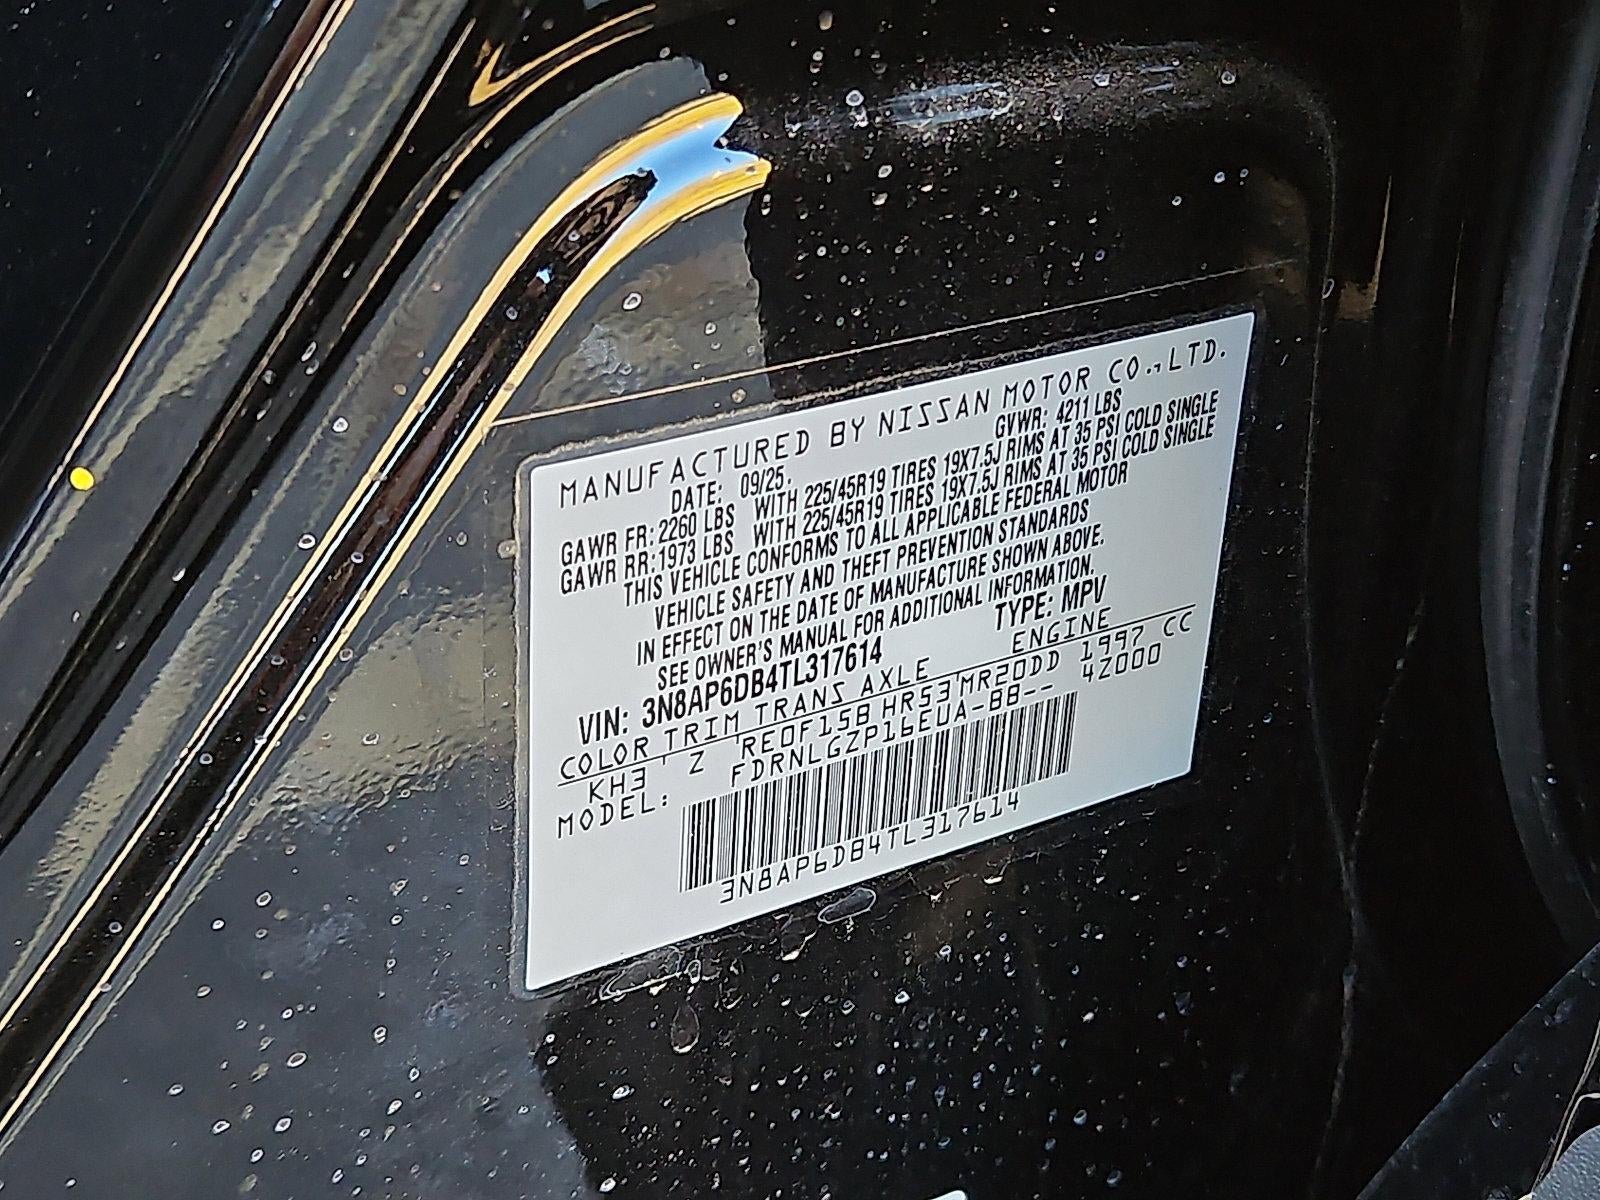 MANUFACTURED BY NISSAN MOTOR CO.,LTD.
DATE: 09/25. GVWR: 4211 LBS
GAWR FR: 2260 LBS WITH 225/45R19 TIRES 19X7.5J RIMS AT 35 PSI COLD SINGLE
GAWR RR: 1973 LBS WITH 225/45R19 TIRES 19X7.5J RIMS AT 35 PSI COLD SINGLE
THIS VEHICLE CONFORMS TO ALL APPLICABLE FEDERAL MOTOR
VEHICLE SAFETY AND THEFT PREVENTION STANDARDS
IN EFFECT ON THE DATE OF MANUFACTURE SHOWN ABOVE.
SEE OWNER'S MANUAL FOR ADDITIONAL INFORMATION.
VIN: 3N8AP6DB4TL317614 TYPE: MPV
COLOR TRIM TRANS AXLE ENGINE
KH3 Z RE0F15B HR53 MR20DD 1997 CC
MODEL: FDRNLGZP16EUA-BB-- 4Z000
3N8AP6DB4TL317614